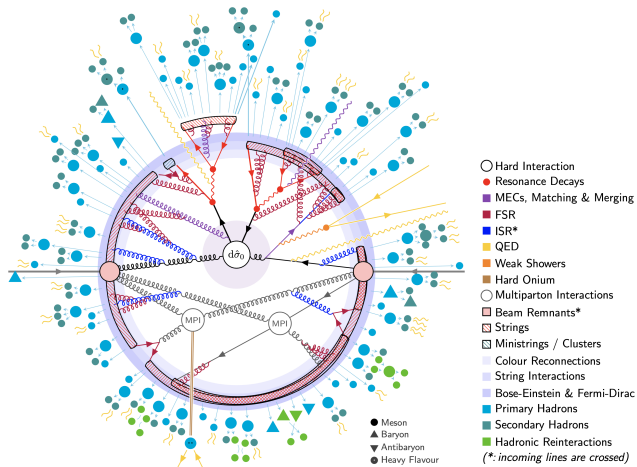 dσ̂₀
MPI
MPI
Meson
Baryon
Antibaryon
Heavy Flavour
Hard Interaction
Resonance Decays
MECs, Matching & Merging
FSR
ISR*
QED
Weak Showers
Hard Onium
Multiparton Interactions
Beam Remnants*
Strings
Ministrings / Clusters
Colour Reconnections
String Interactions
Bose-Einstein & Fermi-Dirac
Primary Hadrons
Secondary Hadrons
Hadronic Reinteractions
(*: incoming lines are crossed)